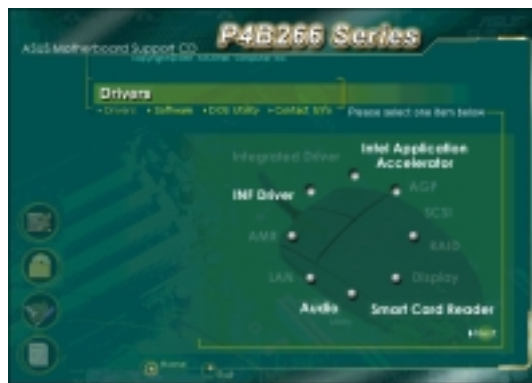 P4B266 Series
ASUS Motherboard Support CD
Drivers
• Drivers • Software • DOS Utility • Contact Info
Please select one item below
Integrated Driver
Intel Application
Accelerator
INF Driver
AGP
SCSI
AMR
RAID
LAN
Display
Audio
Smart Card Reader